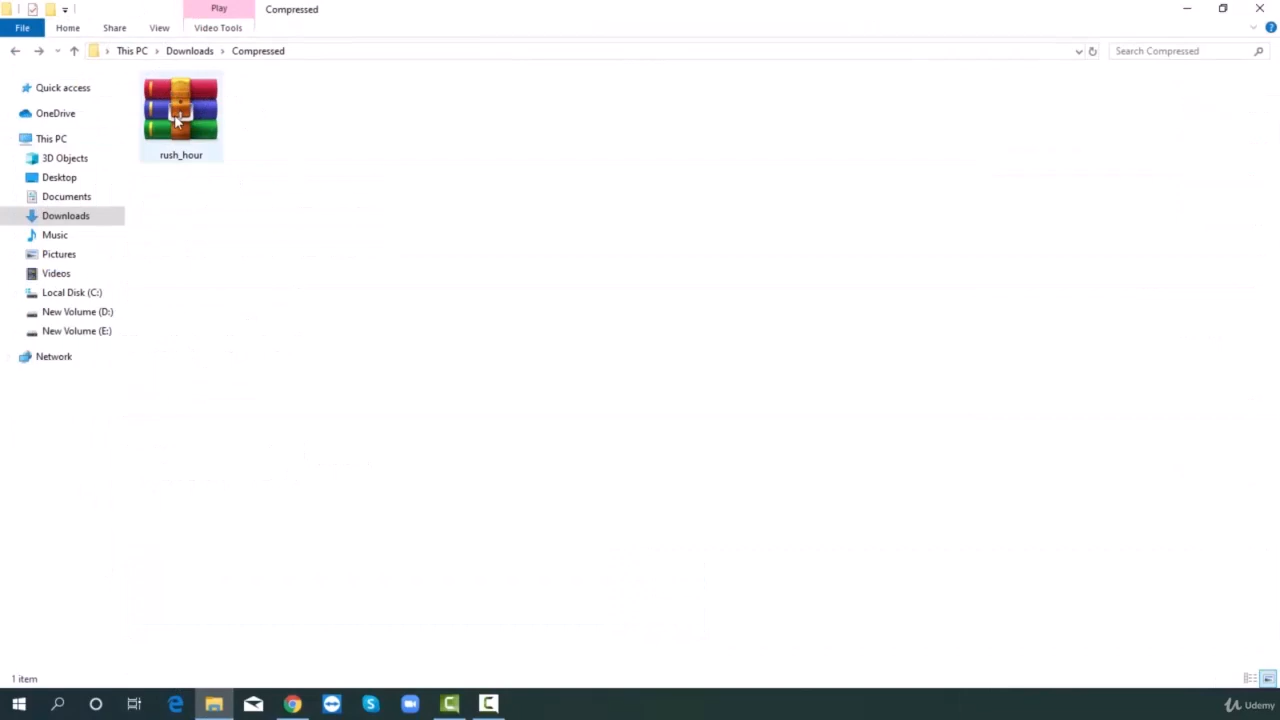 Play
Compressed
File
Home
Share
View
Video Tools
This PC
Downloads
Compressed
Search Compressed
Quick access
OneDrive
This PC
3D Objects
Desktop
Documents
Downloads
Music
Pictures
Videos
Local Disk (C:)
New Volume (D:)
New Volume (E:)
Network
rush_hour
1 item
Udemy